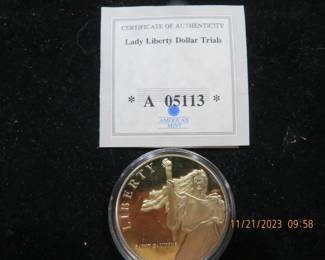 CERTIFICATE OF AUTHENTICITY
Lady Liberty Dollar Trials
* A 05113 *
AMERICAN
MINT
LIBERTY
11/21/2023 09:58